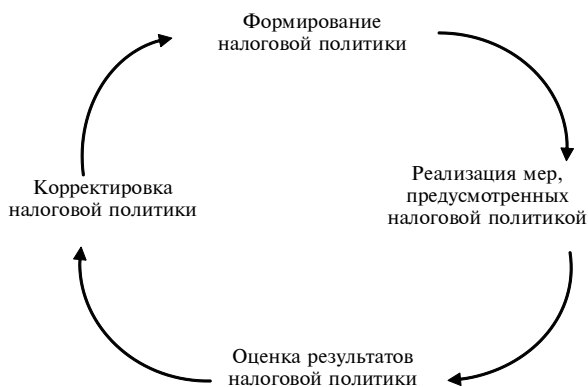 Формирование
налоговой политики
Реализация мер,
предусмотренных
налоговой политикой
Оценка результатов
налоговой политики
Корректировка
налоговой политики